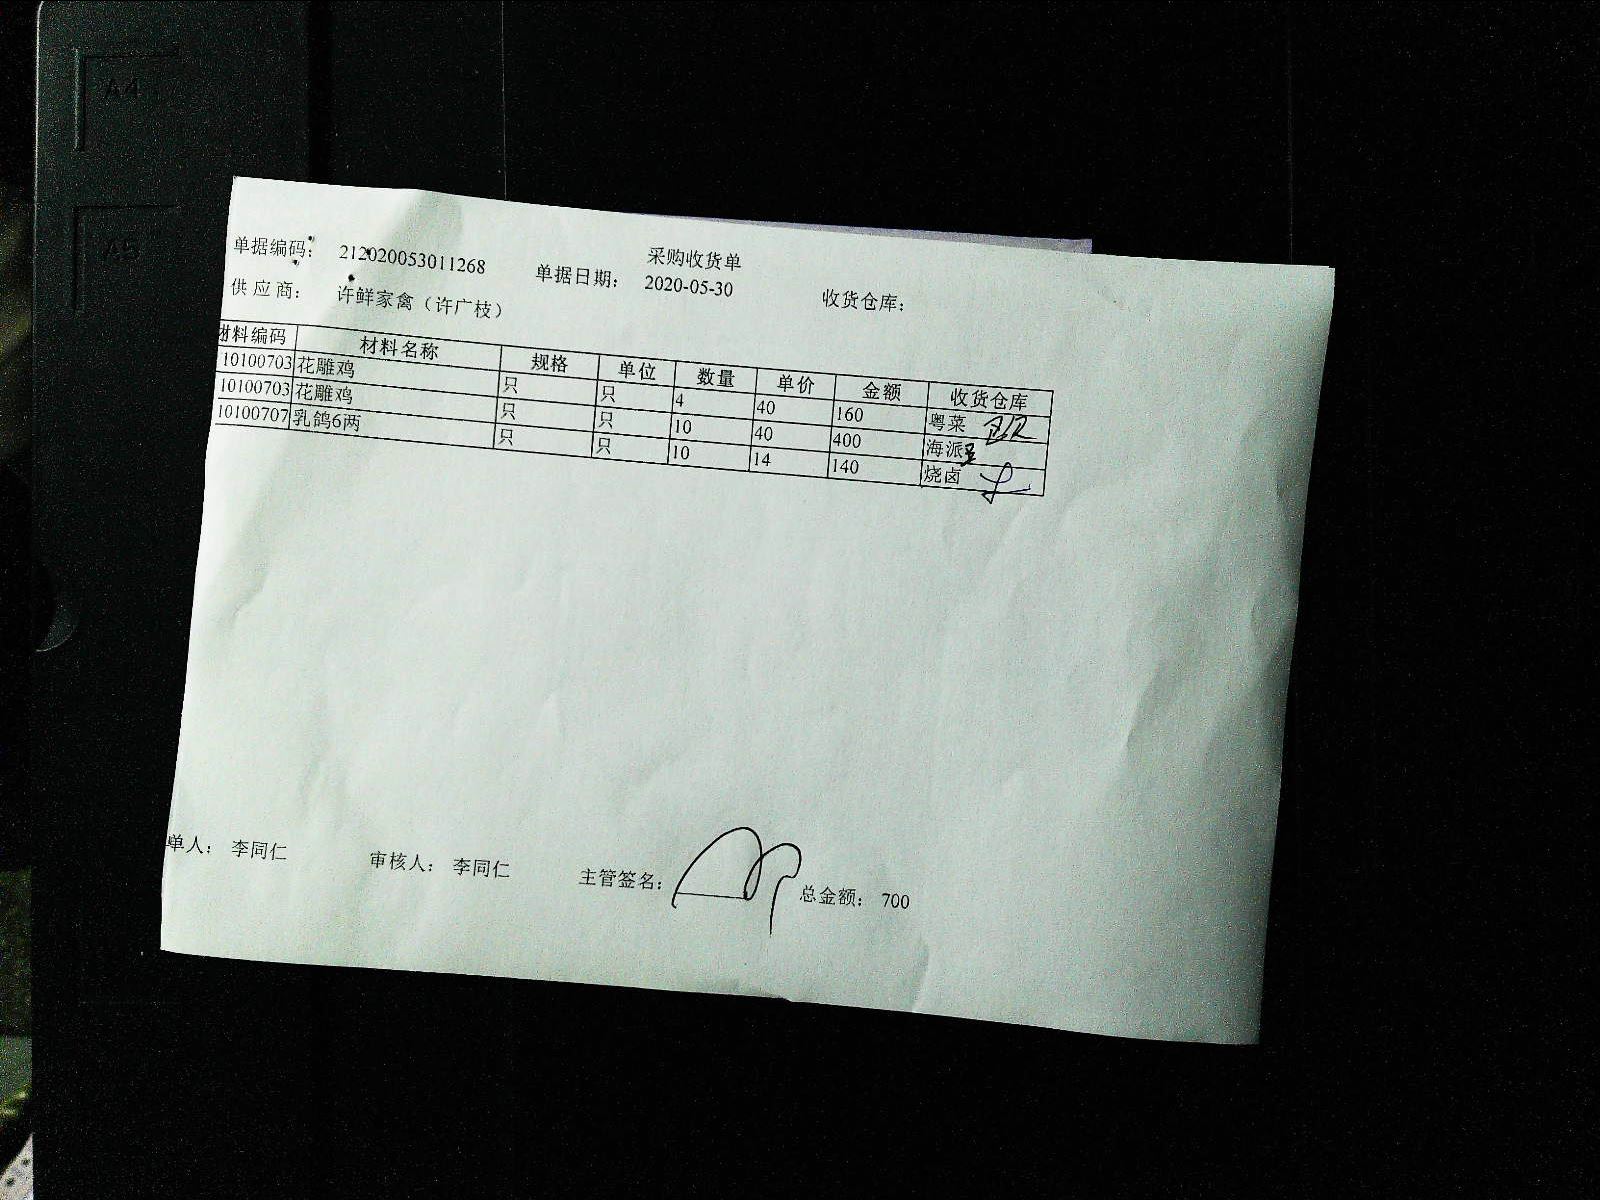 A4
A5
采购收货单
单据编码： 212020053011268 单据日期： 2020-05-30 收货仓库：
供应商： 许鲜家禽（许广枝）
材料编码 材料名称 规格 单位 数量 单价 金额 收货仓库
10100703 花雕鸡 只 只 4 40 160 粤菜
10100703 花雕鸡 只 只 10 40 400 海派
10100707 乳鸽6两 只 只 10 14 140 烧卤
单人： 李同仁 审核人： 李同仁 主管签名： 总金额： 700